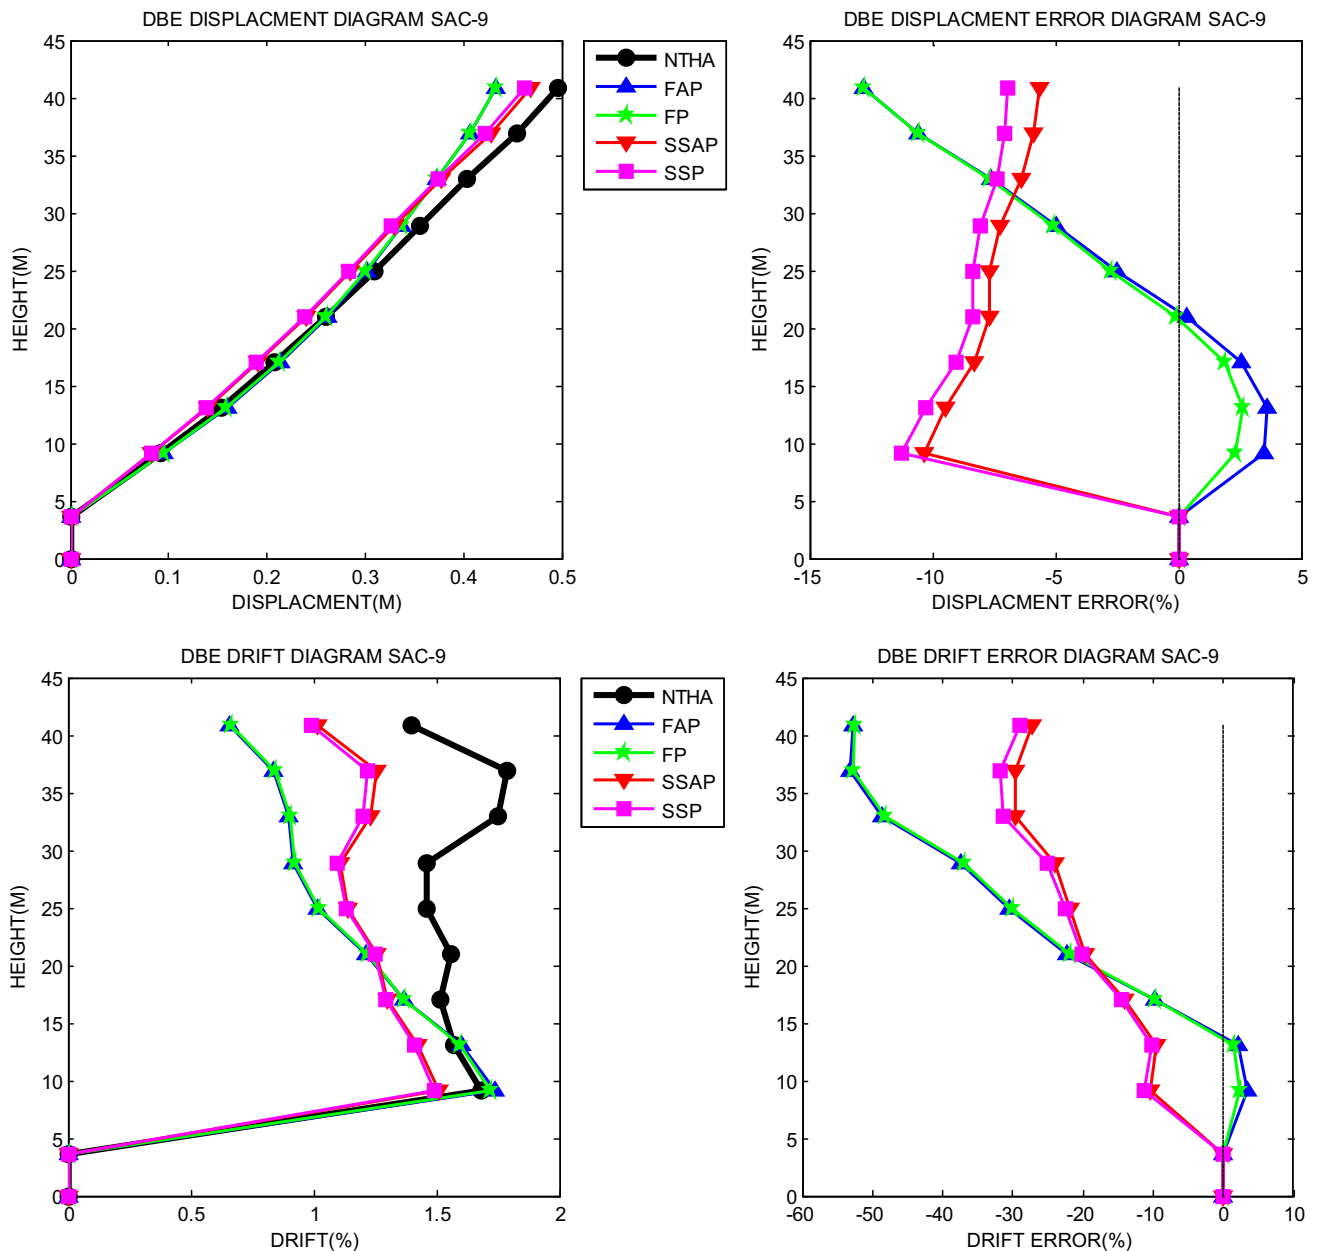 DBE DISPLACMENT DIAGRAM SAC-9
45
40
35
30
25
20
15
10
5
0
HEIGHT(M)
0 0.1 0.2 0.3 0.4 0.5
DISPLACMENT(M)
NTHA
FAP
FP
SSAP
SSP
DBE DISPLACMENT ERROR DIAGRAM SAC-9
45
40
35
30
25
20
15
10
5
0
HEIGHT(M)
-15 -10 -5 0 5
DISPLACMENT ERROR(%)
DBE DRIFT DIAGRAM SAC-9
45
40
35
30
25
20
15
10
5
0
HEIGHT(M)
0 0.5 1 1.5 2
DRIFT(%)
NTHA
FAP
FP
SSAP
SSP
DBE DRIFT ERROR DIAGRAM SAC-9
45
40
35
30
25
20
15
10
5
0
HEIGHT(M)
-60 -50 -40 -30 -20 -10 0 10
DRIFT ERROR(%)